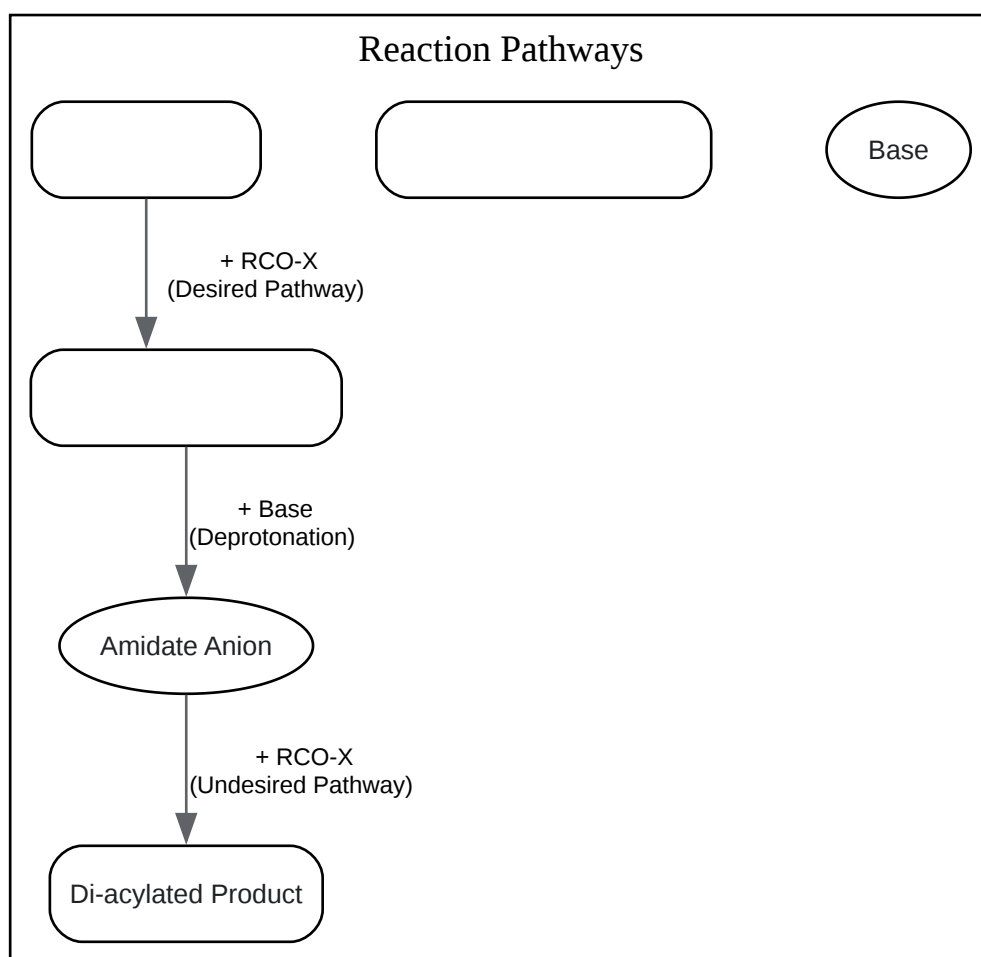 Reaction Pathways
Base
+ RCO-X
(Desired Pathway)
+ Base
(Deprotonation)
Amidate Anion
+ RCO-X
(Undesired Pathway)
Di-acylated Product